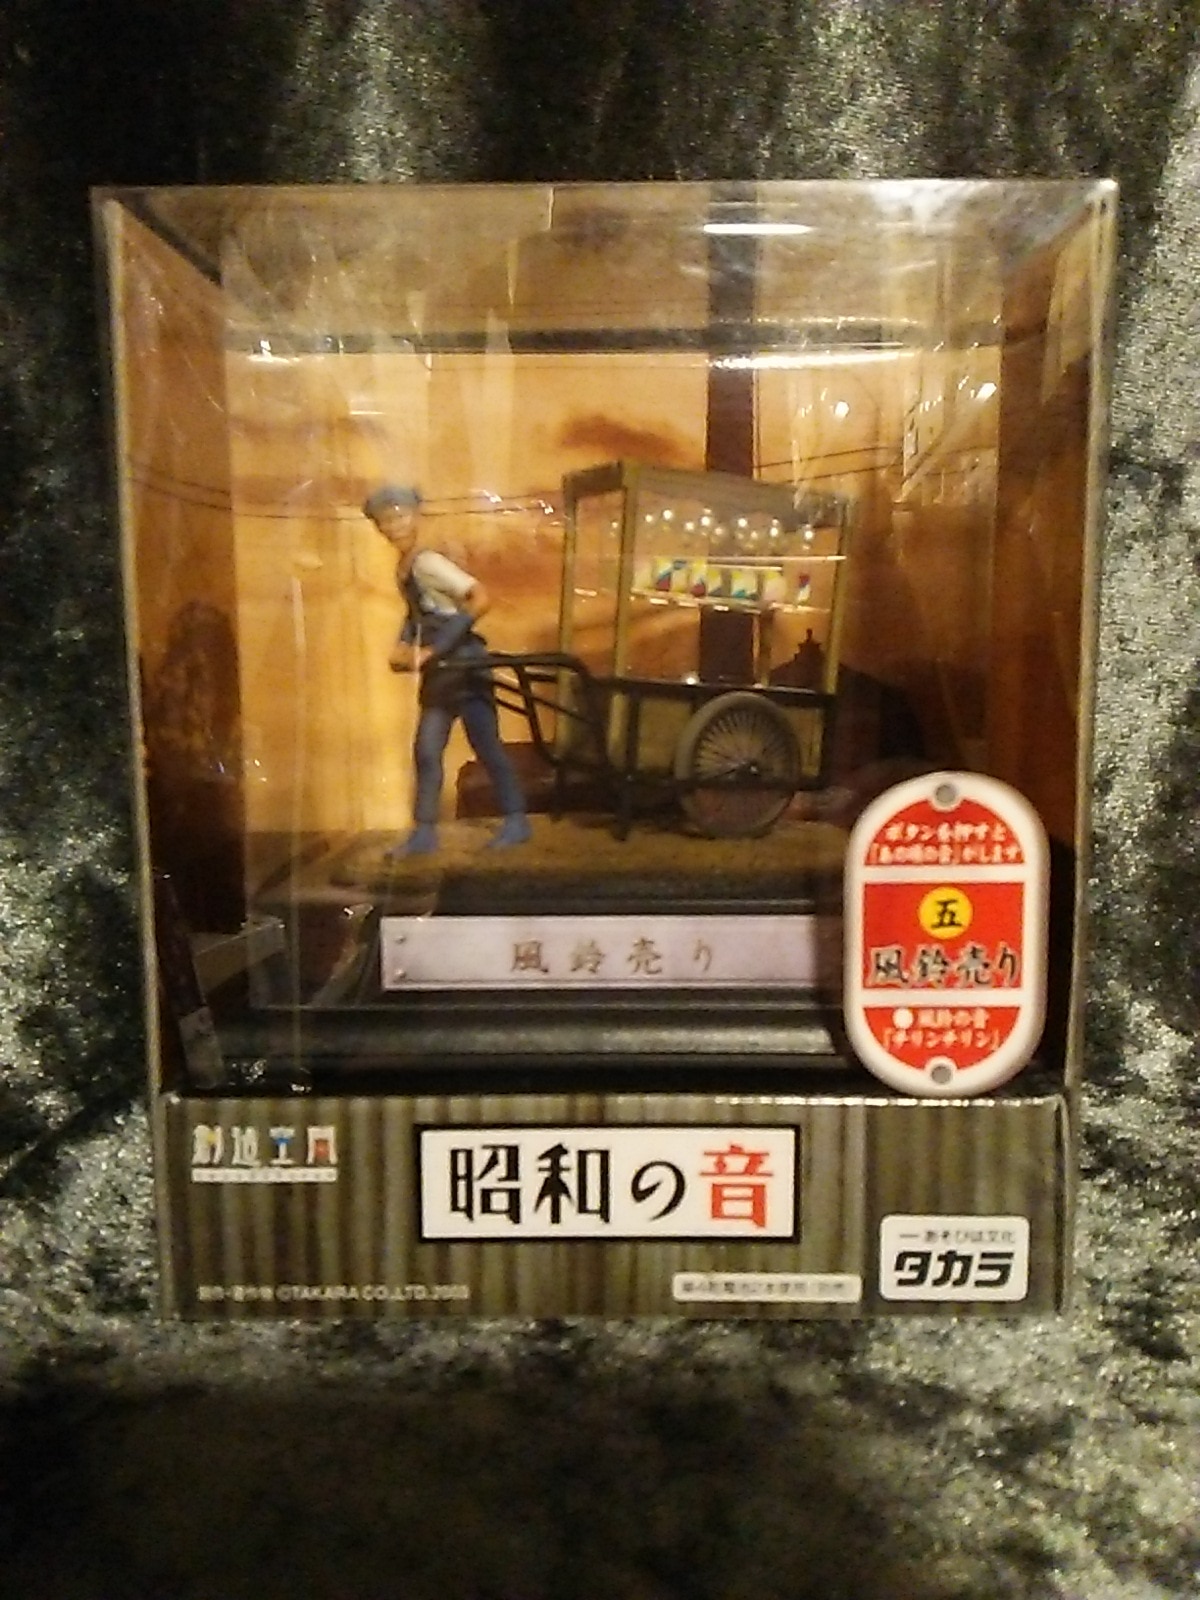 ボタンを押すと
「あの頃の音」がします
五
風鈴売り
●風鈴の音
「チリンチリン」
風鈴売り
創造工房
昭和の音
あそびは文化
タカラ
©TAKARA CO.,LTD.2003